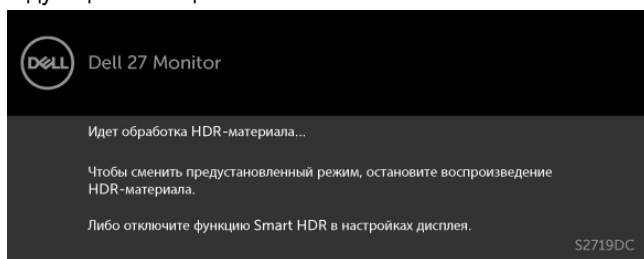 DELL
Dell 27 Monitor
Идет обработка HDR-материала...
Чтобы сменить предустановленный режим, остановите воспроизведение
HDR-материала.
Либо отключите функцию Smart HDR в настройках дисплея.
S2719DC